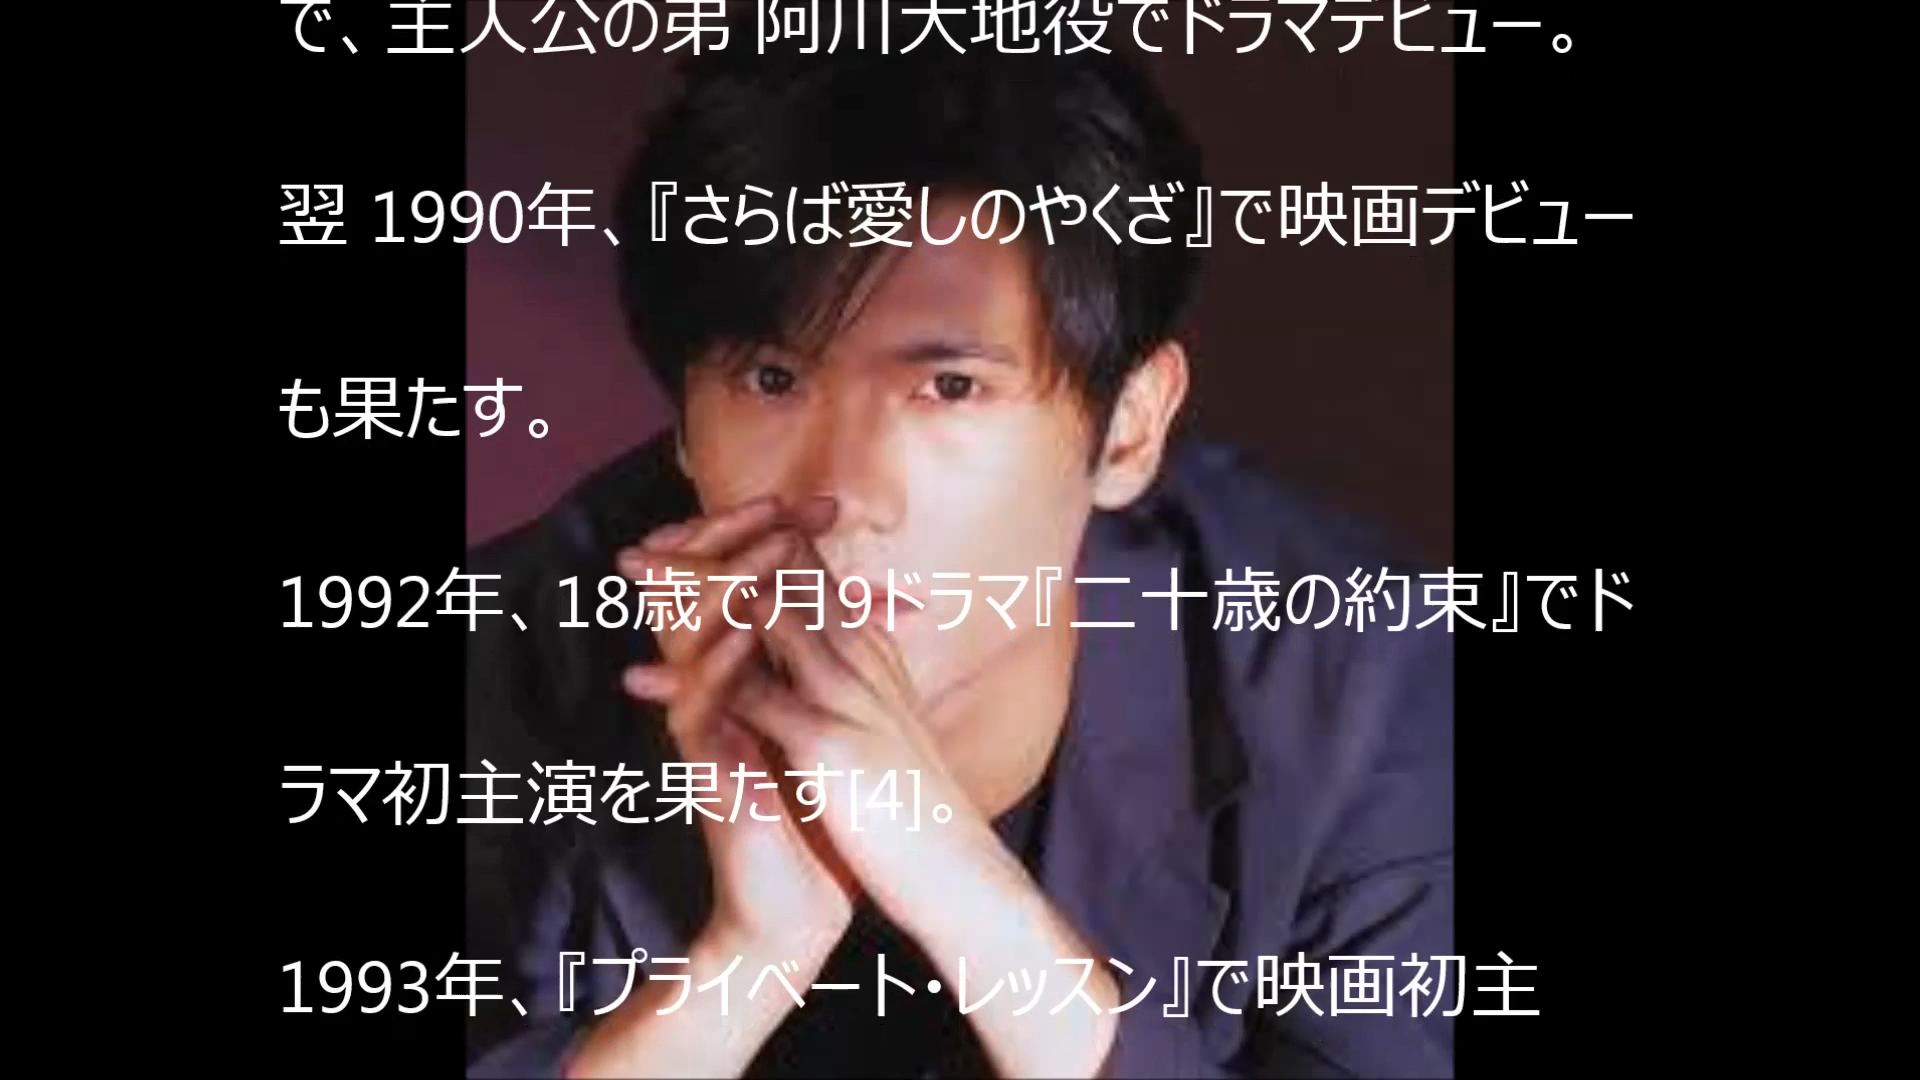 で、主人公の弟 阿川大地役でドラマデビュー。
翌 1990年、『さらば愛しのやくざ』で映画デビュー
も果たす。
1992年、18歳で月9ドラマ『二十歳の約束』でド
ラマ初主演を果たす[4]。
1993年、『プライベート・レッスン』で映画初主